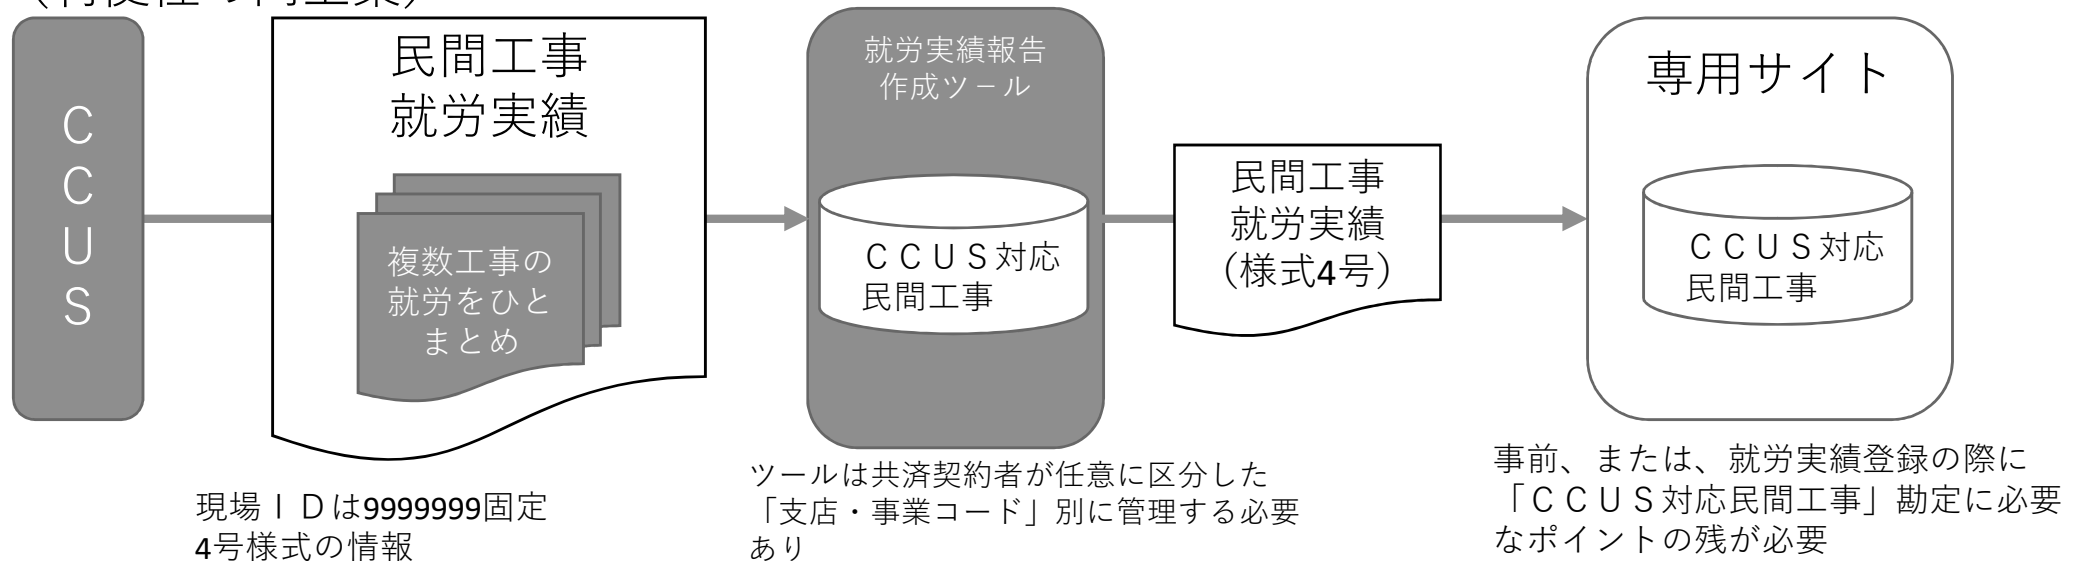 C
C
U
S
民間工事
就労実績
複数工事の
就労をひと
まとめ
現場ＩＤは9999999固定
4号様式の情報
就労実績報告
作成ツール
ＣＣＵＳ対応
民間工事
ツールは共済契約者が任意に区分した
「支店・事業コード」別に管理する必要
あり
民間工事
就労実績
（様式4号）
専用サイト
ＣＣＵＳ対応
民間工事
事前、または、就労実績登録の際に
「ＣＣＵＳ対応民間工事」勘定に必要
なポイントの残が必要